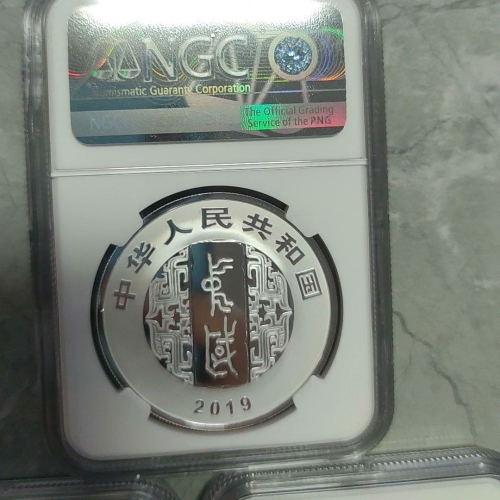 NGC
Numismatic Guaranty Corporation
The Official Grading
Service of the PNG
中华人民共和国
2019